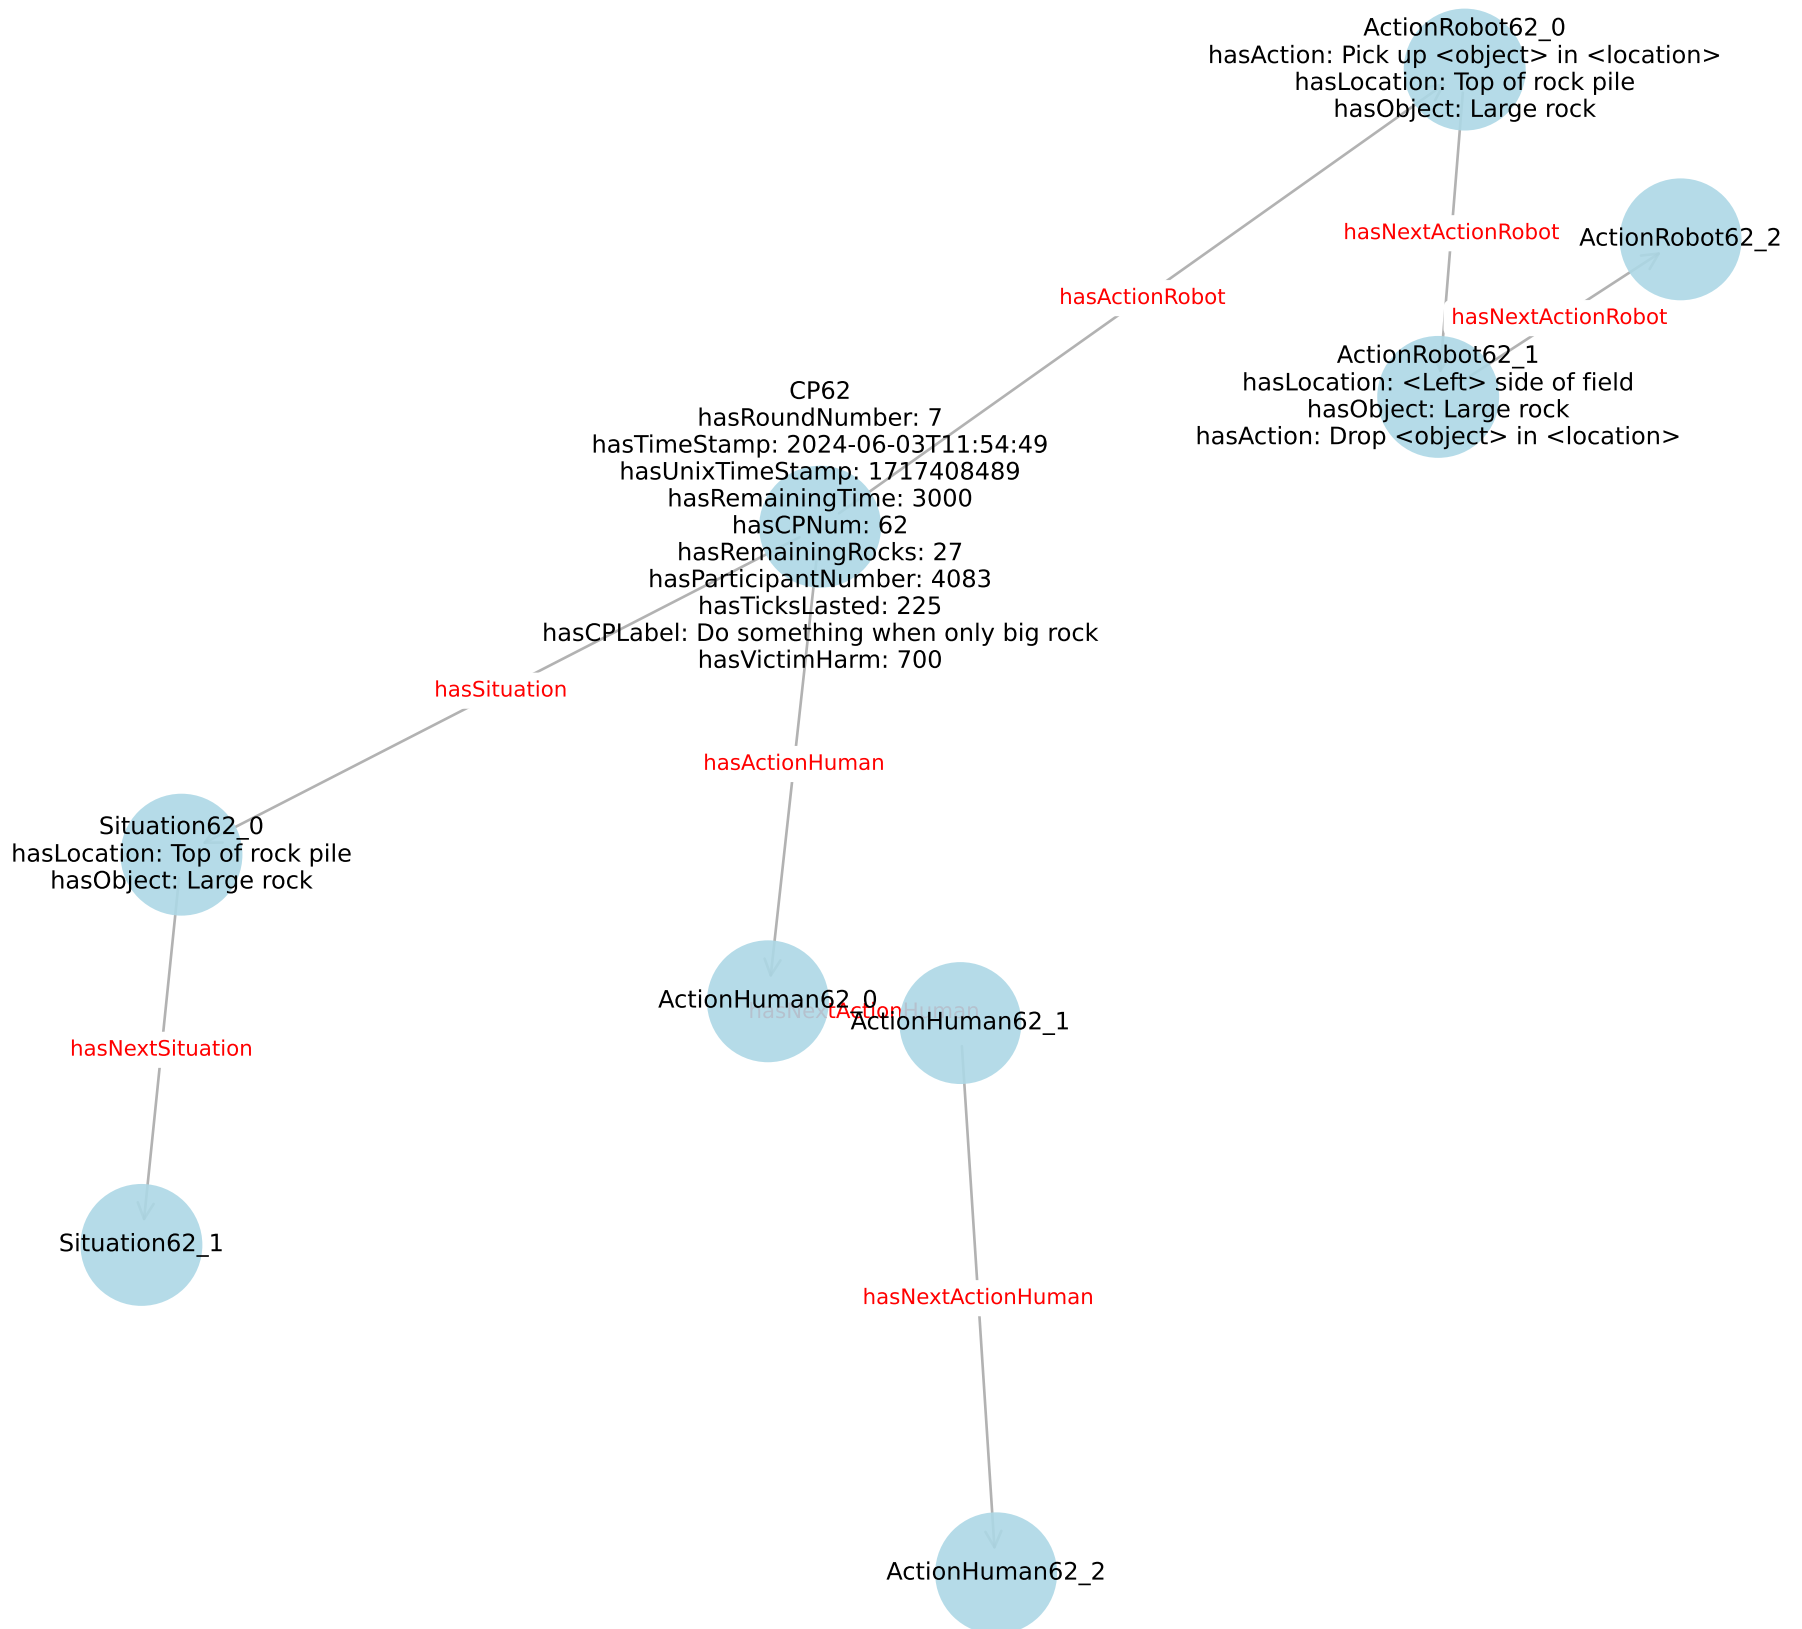 ActionRobot62_0
hasAction: Pick up <object> in <location>
hasLocation: Top of rock pile
hasObject: Large rock
hasNextActionRobot
ActionRobot62_2
hasActionRobot
hasNextActionRobot
ActionRobot62_1
hasLocation: <Left> side of field
hasObject: Large rock
hasAction: Drop <object> in <location>
CP62
hasRoundNumber: 7
hasTimeStamp: 2024-06-03T11:54:49
hasUnixTimeStamp: 1717408489
hasRemainingTime: 3000
hasCPNum: 62
hasRemainingRocks: 27
hasParticipantNumber: 4083
hasTicksLasted: 225
hasCPLabel: Do something when only big rock
hasVictimHarm: 700
hasSituation
hasActionHuman
Situation62_0
hasLocation: Top of rock pile
hasObject: Large rock
ActionHuman62_0
hasNextActionHuman
ActionHuman62_1
hasNextSituation
Situation62_1
hasNextActionHuman
ActionHuman62_2